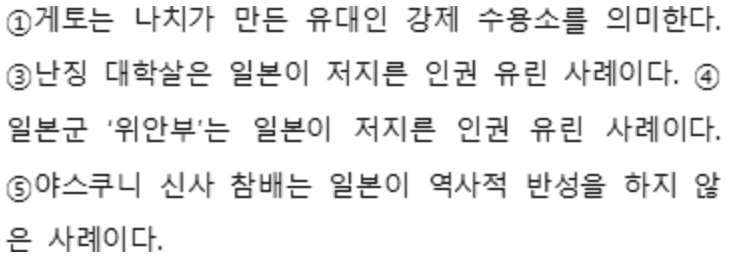 ①게토는 나치가 만든 유대인 강제 수용소를 의미한다.
③난징 대학살은 일본이 저지른 인권 유린 사례이다. ④
일본군 '위안부'는 일본이 저지른 인권 유린 사례이다.
⑤야스쿠니 신사 참배는 일본이 역사적 반성을 하지 않
은 사례이다.